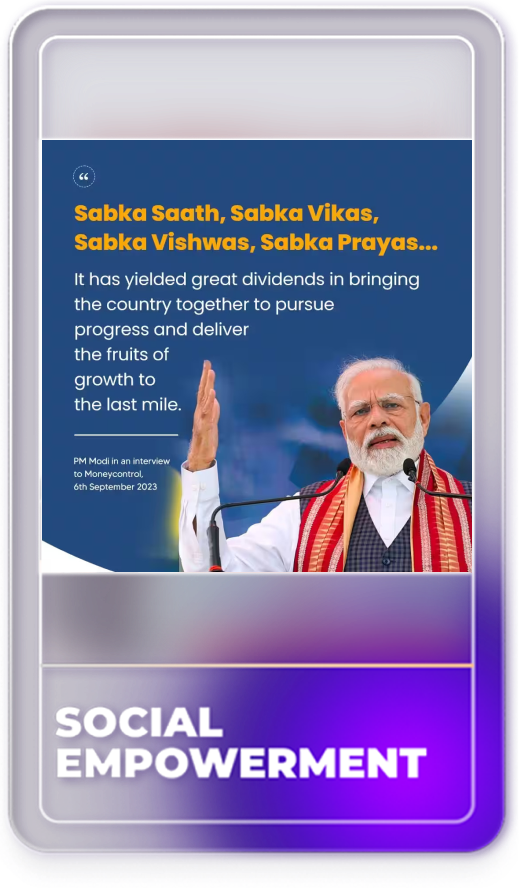 “
Sabka Saath, Sabka Vikas,
Sabka Vishwas, Sabka Prayas...
It has yielded great dividends in bringing
the country together to pursue
progress and deliver
the fruits of
growth to
the last mile.
PM Modi in an interview
to Moneycontrol,
6th September 2023
SOCIAL
EMPOWERMENT